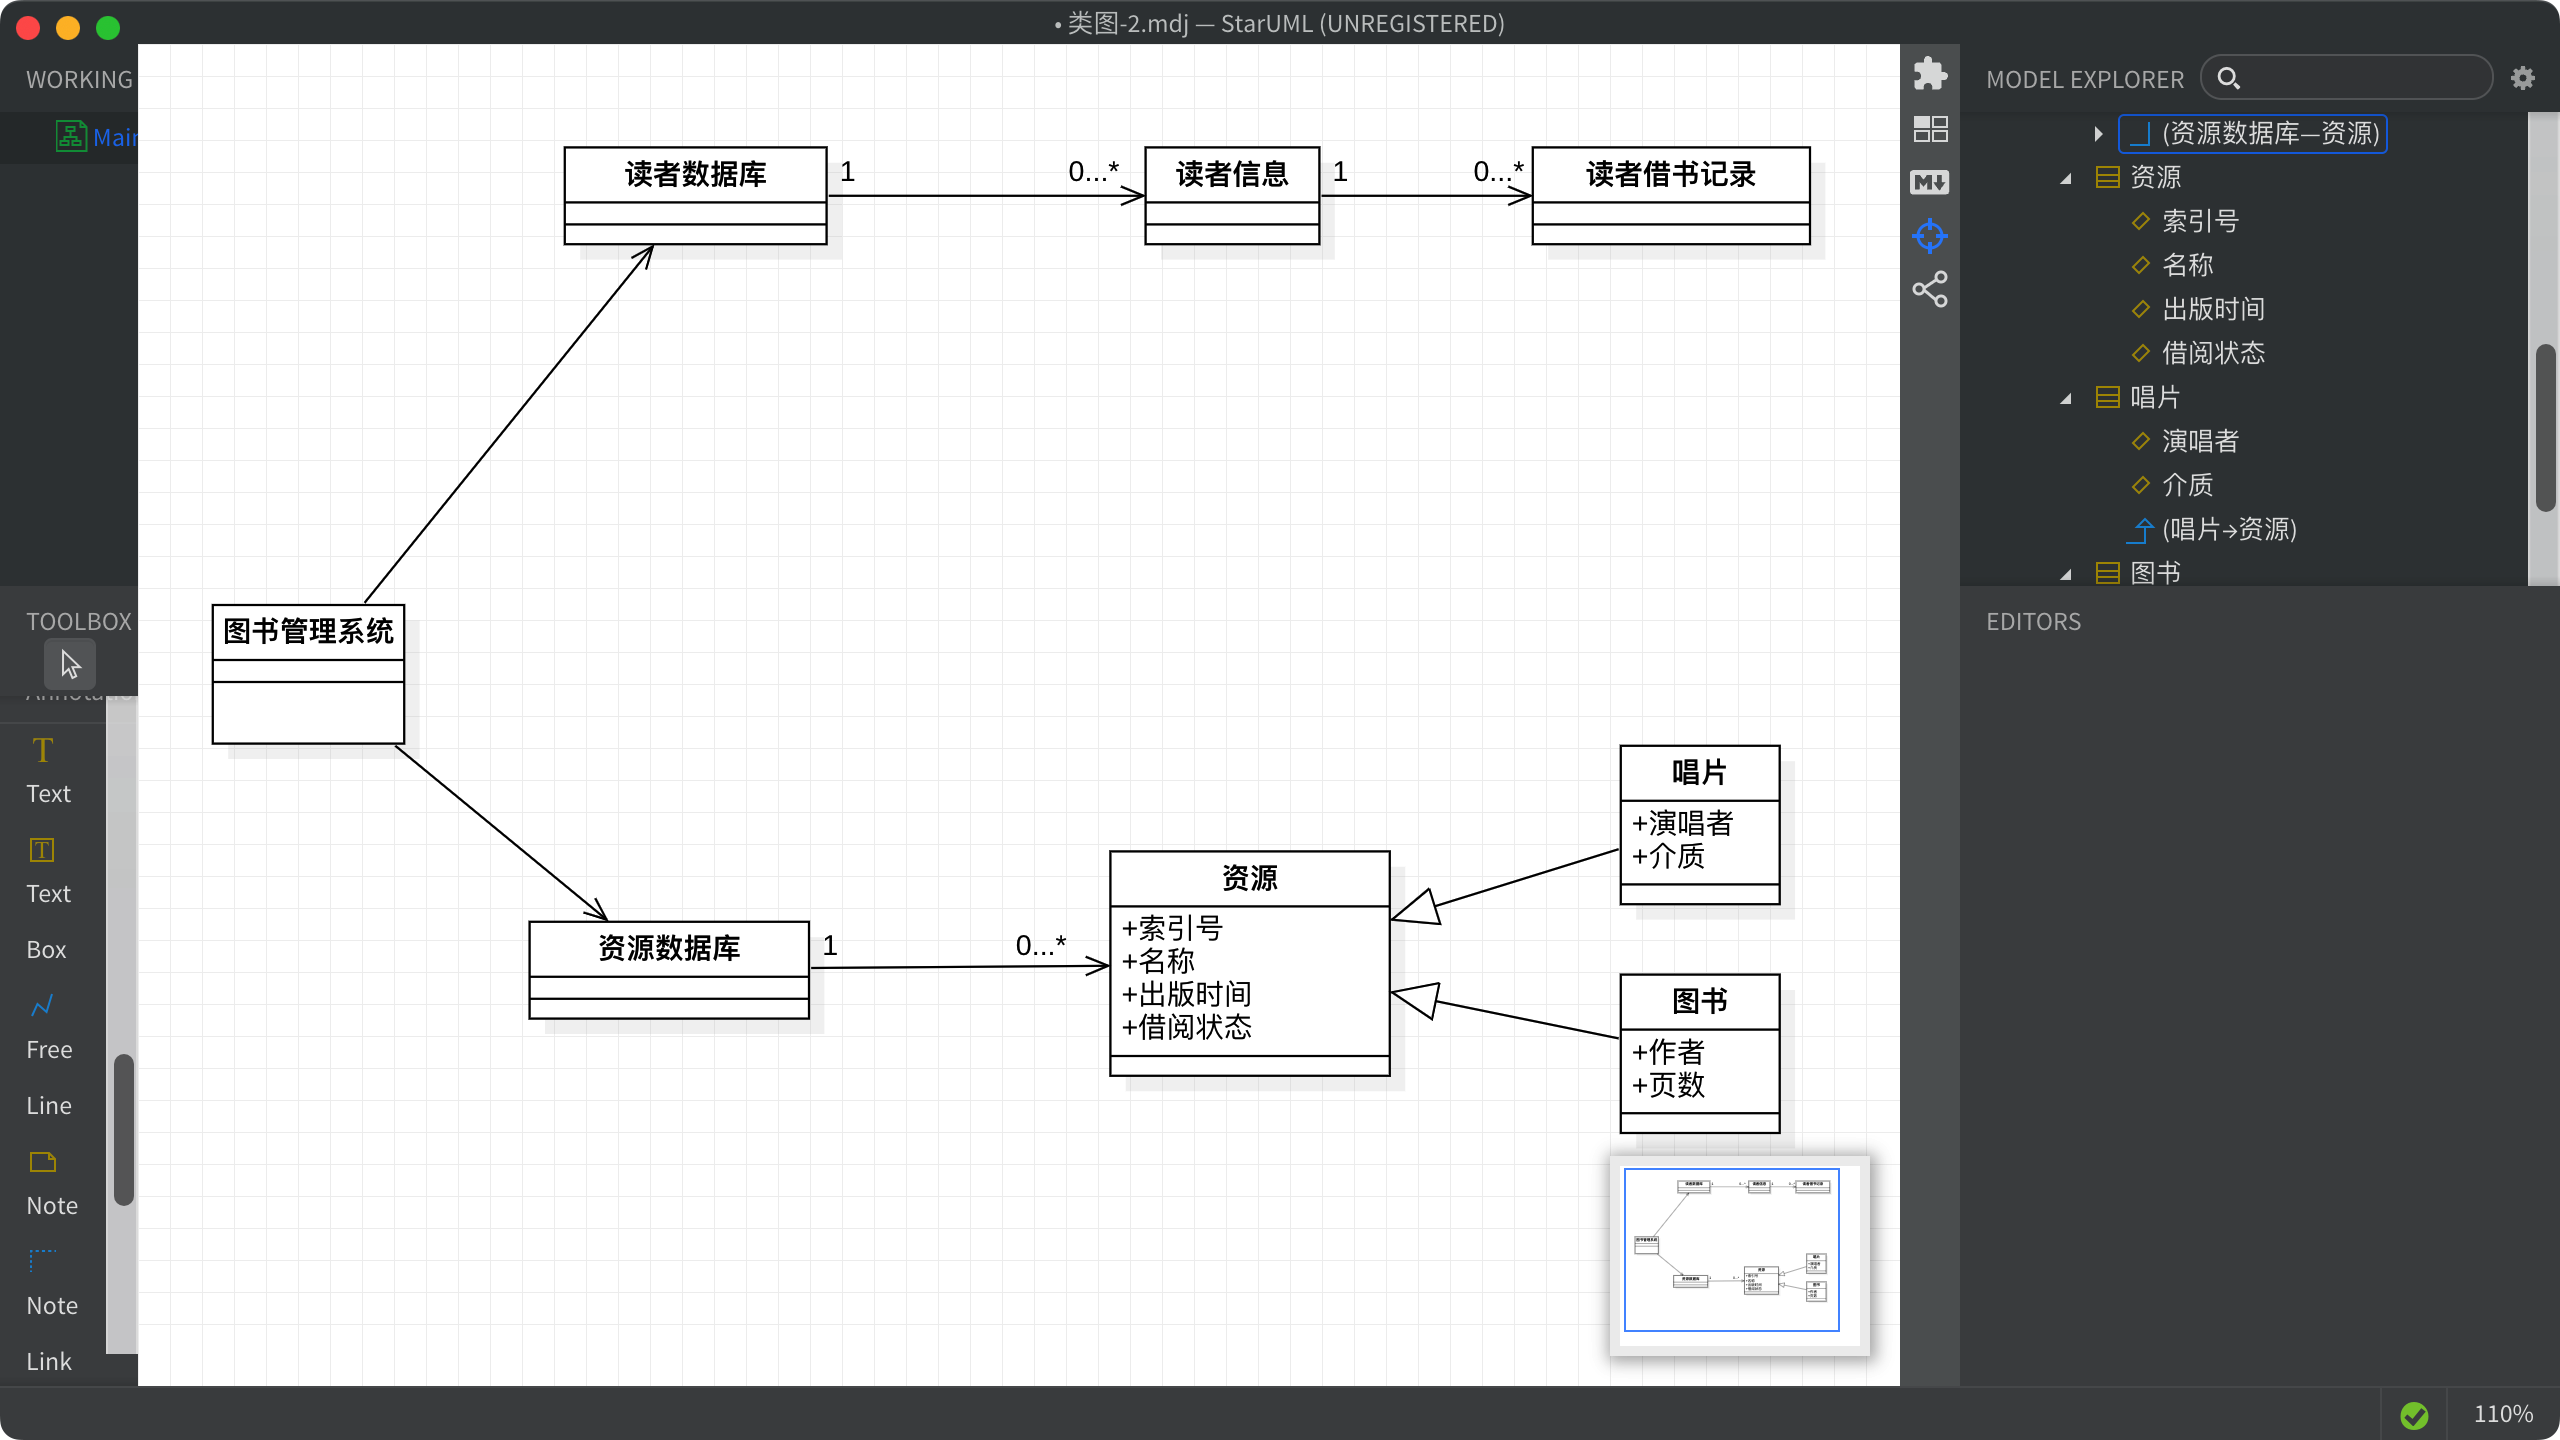 • 类图-2.mdj — StarUML (UNREGISTERED)
WORKING
Main
TOOLBOX
Text
Text
Box
Free
Line
Note
Note
Link
读者数据库
1
0...*
读者信息
1
0...*
读者借书记录
图书管理系统
资源数据库
1
0...*
资源
+索引号
+名称
+出版时间
+借阅状态
唱片
+演唱者
+介质
图书
+作者
+页数
MODEL EXPLORER
(资源数据库—资源)
资源
索引号
名称
出版时间
借阅状态
唱片
演唱者
介质
(唱片→资源)
图书
EDITORS
110%